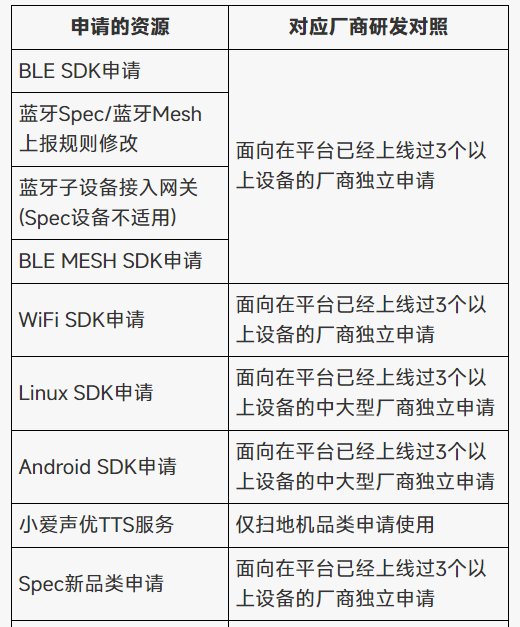 申请的资源
对应厂商研发对照
BLE SDK申请
蓝牙Spec/蓝牙Mesh
上报规则修改
蓝牙子设备接入网关
(Spec设备不适用)
BLE MESH SDK申请
面向在平台已经上线过3个以
上设备的厂商独立申请
WiFi SDK申请
面向在平台已经上线过3个以
上设备的厂商独立申请
Linux SDK申请
面向在平台已经上线过3个以
上设备的中大型厂商独立申请
Android SDK申请
面向在平台已经上线过3个以
上设备的中大型厂商独立申请
小爱声优TTS服务
仅扫地机品类申请使用
Spec新品类申请
面向在平台已经上线过3个以
上设备的厂商独立申请